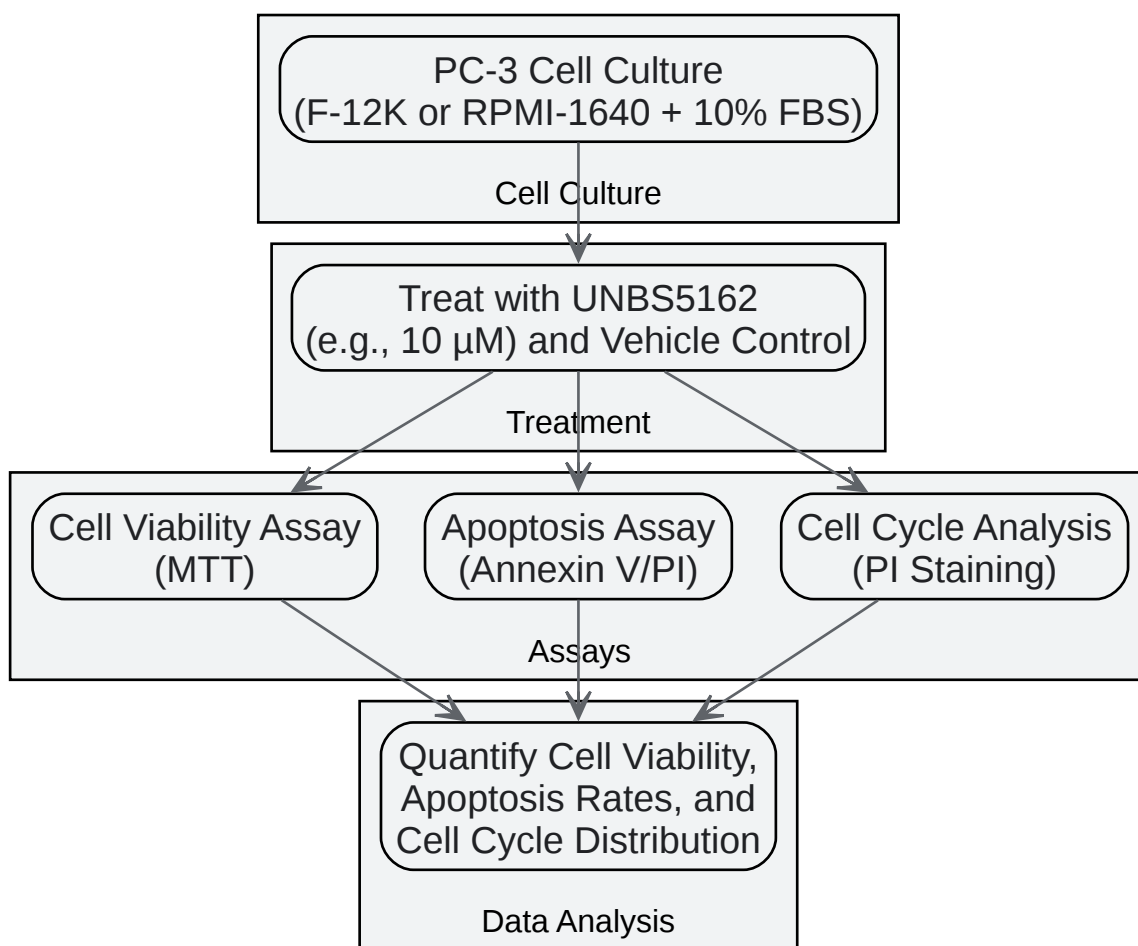 PC-3 Cell Culture
(F-12K or RPMI-1640 + 10% FBS)
Cell Culture
Treat with UNBS5162
(e.g., 10 µM) and Vehicle Control
Treatment
Cell Viability Assay
(MTT)
Apoptosis Assay
(Annexin V/PI)
Cell Cycle Analysis
(PI Staining)
Assays
Quantify Cell Viability,
Apoptosis Rates, and
Cell Cycle Distribution
Data Analysis